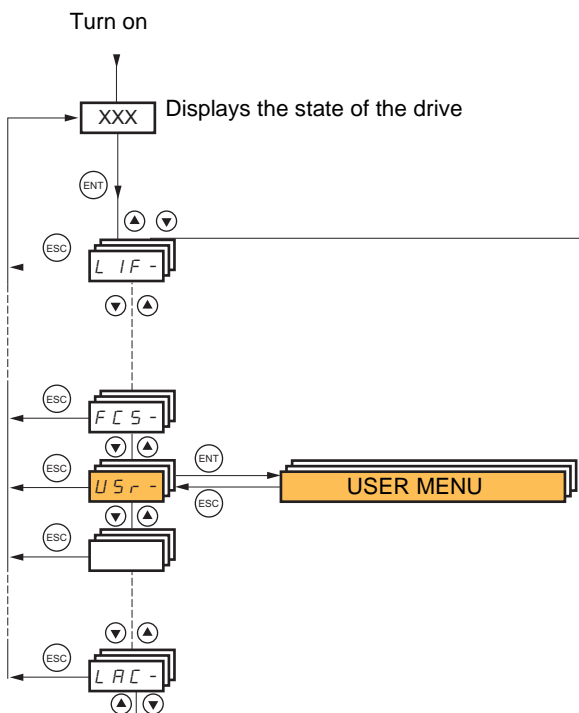 Turn on
XXX
Displays the state of the drive
ENT
ESC
L IF -
ESC
FCS -
ESC
USr -
ENT
ESC
USER MENU
ESC
ESC
LAC -